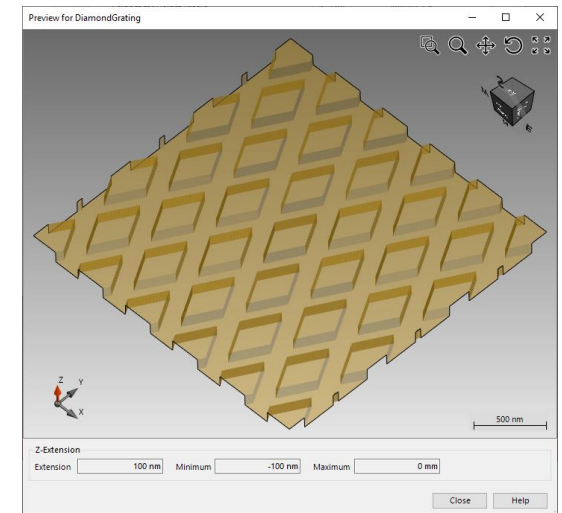 Preview for DiamondGrating
Z
Y
X
500 nm
Z-Extension
Extension 100 nm Minimum -100 nm Maximum 0 mm
Close Help